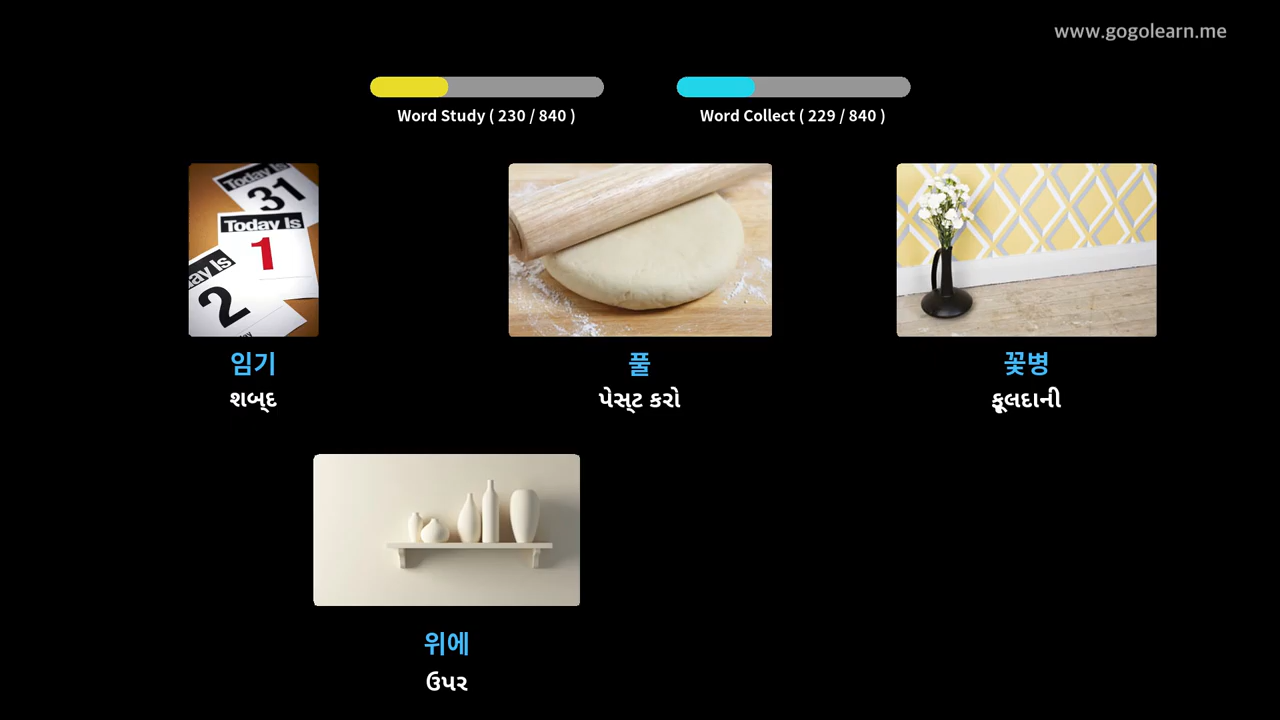 www.gogolearn.me
Word Study ( 230 / 840 )
Word Collect ( 229 / 840 )
Today Is
31
Today Is
1
ay Is
2
임기
શબ્દ
풀
પેસ્ટ કરો
꽃병
ફૂલદાની
위에
ઉપર